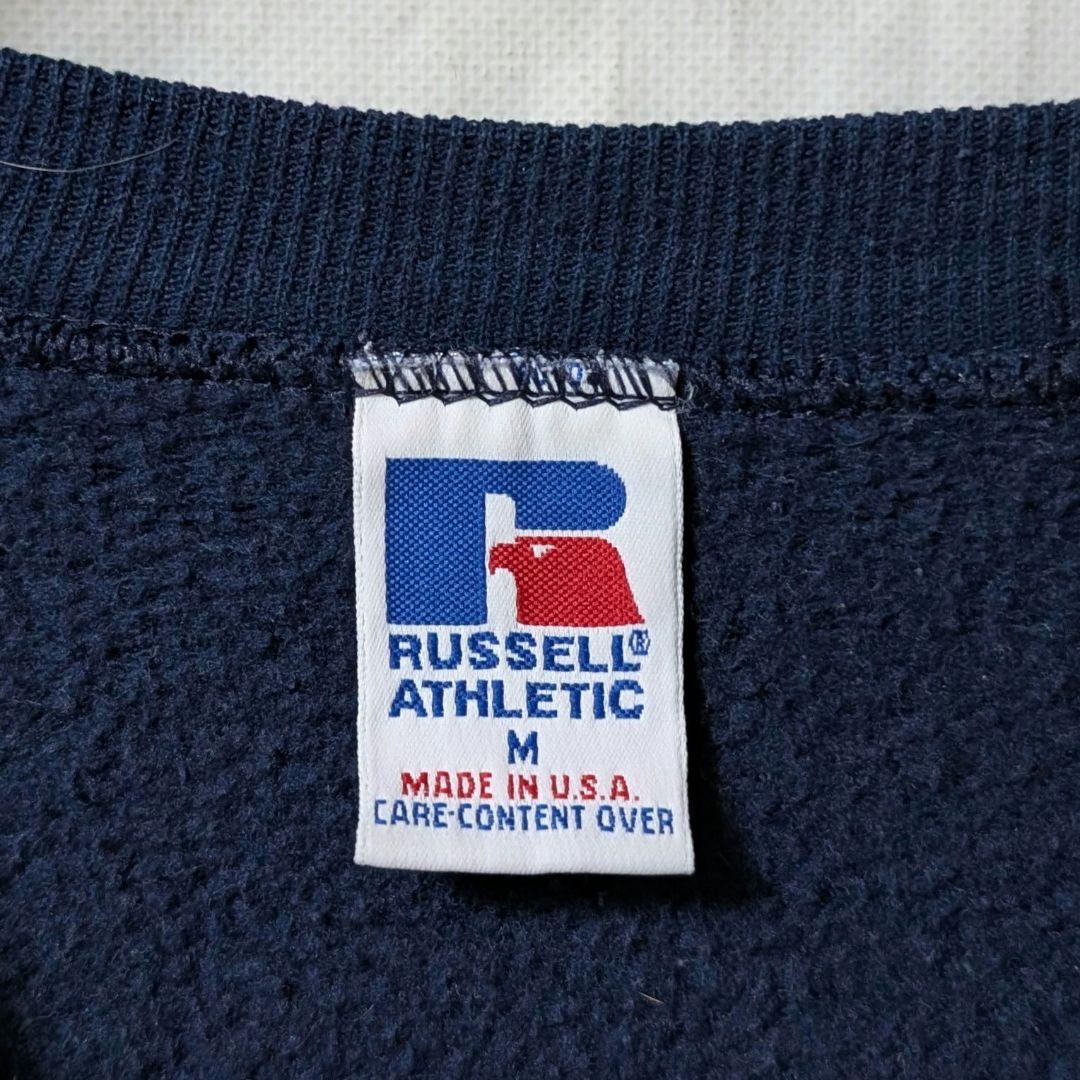 RUSSELL®
ATHLETIC
M
MADE IN U.S.A.
CARE-CONTENT OVER